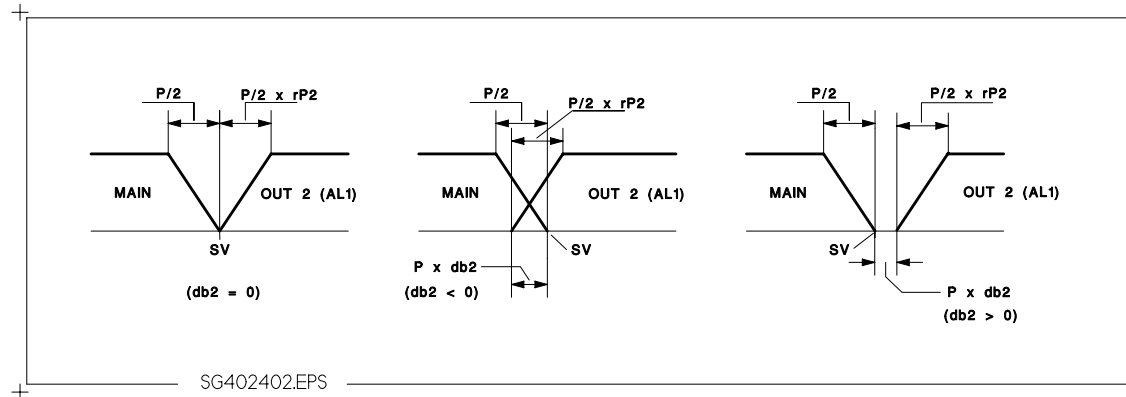 P/2
P/2 x rP2
MAIN
OUT 2 (AL1)
SV
(db2 = 0)
P/2
P/2 x rP2
MAIN
OUT 2 (AL1)
SV
P x db2
(db2 < 0)
P/2
P/2 x rP2
MAIN
OUT 2 (AL1)
SV
P x db2
(db2 > 0)
SG402402.EPS